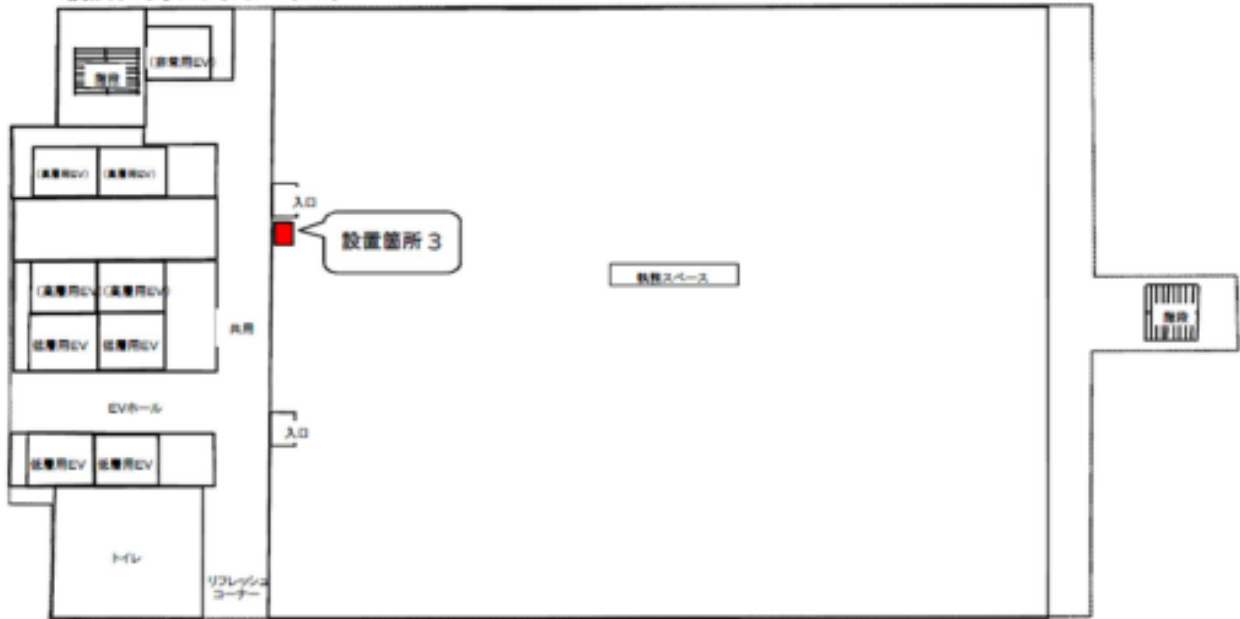 (非常用EV)
階段
(高層用EV) (高層用EV)
入口
設置箇所3
(高層用EV) (高層用EV)
執務スペース
階段
共用
低層用EV 低層用EV
EVホール
入口
低層用EV 低層用EV
トイレ
リフレッシュ
コーナー